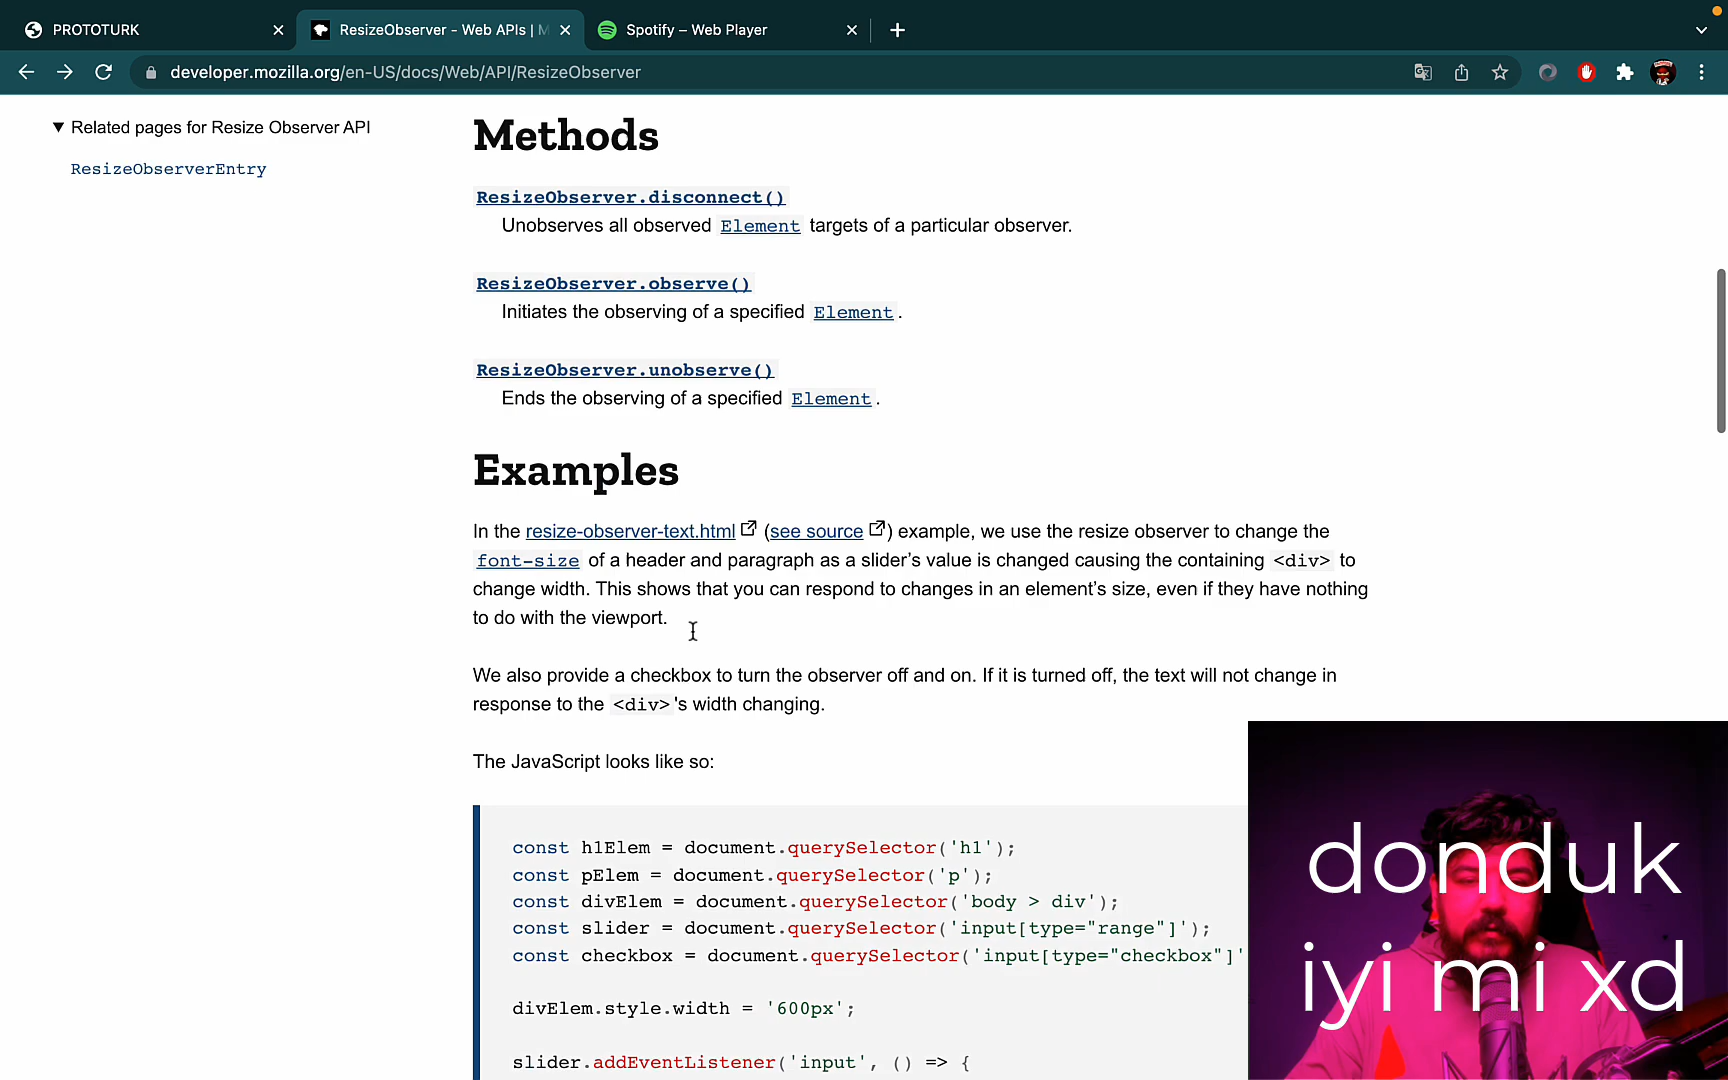 PROTOTURK
ResizeObserver - Web APIs | M
Spotify – Web Player
developer.mozilla.org/en-US/docs/Web/API/ResizeObserver
▼ Related pages for Resize Observer API
ResizeObserverEntry
Methods
ResizeObserver.disconnect()
Unobserves all observed Element targets of a particular observer.
ResizeObserver.observe()
Initiates the observing of a specified Element.
ResizeObserver.unobserve()
Ends the observing of a specified Element.
Examples
In the resize-observer-text.html (see source) example, we use the resize observer to change the
font-size of a header and paragraph as a slider’s value is changed causing the containing <div> to
change width. This shows that you can respond to changes in an element’s size, even if they have nothing
to do with the viewport.
We also provide a checkbox to turn the observer off and on. If it is turned off, the text will not change in
response to the <div>'s width changing.
The JavaScript looks like so:
const h1Elem = document.querySelector('h1');
const pElem = document.querySelector('p');
const divElem = document.querySelector('body > div');
const slider = document.querySelector('input[type="range"]');
const checkbox = document.querySelector('input[type="checkbox"]'
divElem.style.width = '600px';
slider.addEventListener('input', () => {
donduk
iyi mi xd